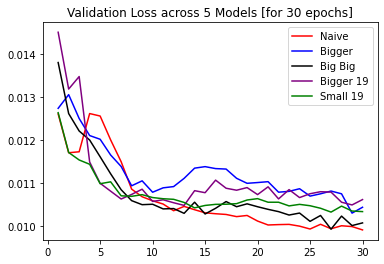 Validation Loss across 5 Models [for 30 epochs]
Naive
Bigger
Big Big
Bigger 19
Small 19
0.014
0.013
0.012
0.011
0.010
0 5 10 15 20 25 30